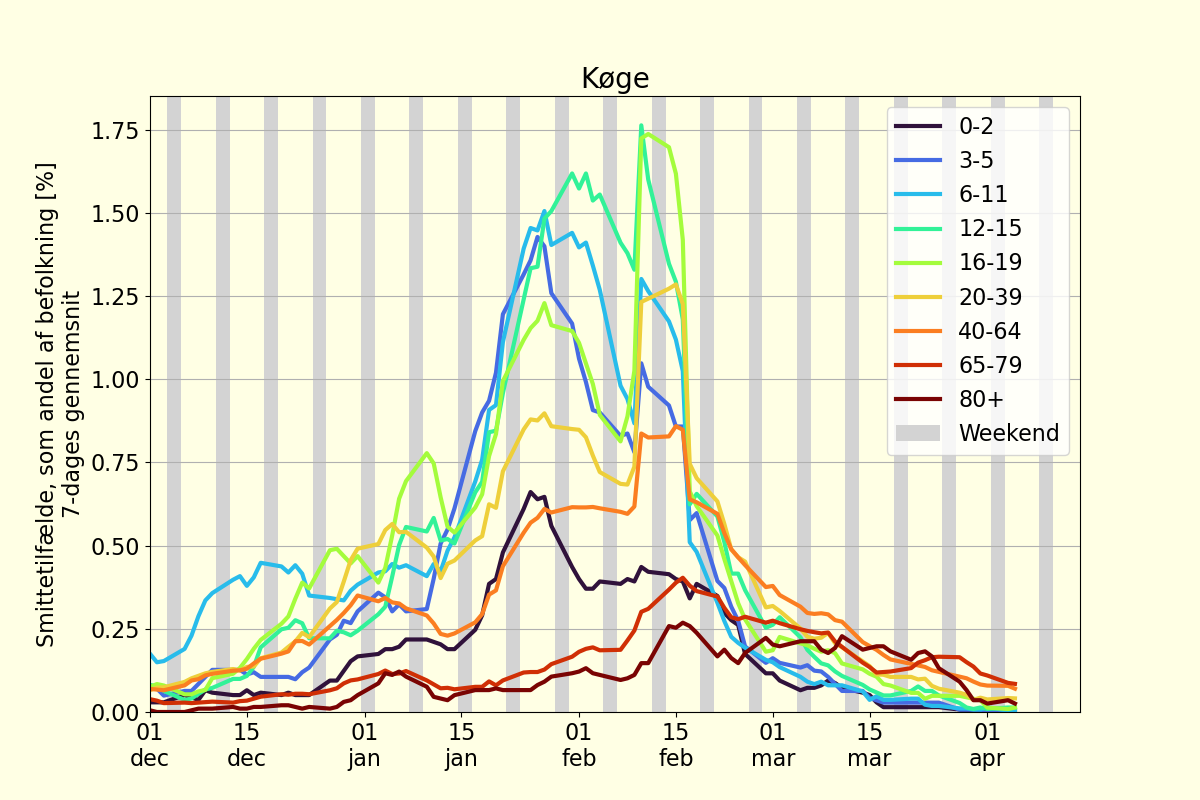 Køge
Smittetilfælde, som andel af befolkning [%]
7-dages gennemsnit
1.75
1.50
1.25
1.00
0.75
0.50
0.25
0.00
01 dec
15 dec
01 jan
15 jan
01 feb
15 feb
01 mar
15 mar
01 apr
0-2
3-5
6-11
12-15
16-19
20-39
40-64
65-79
80+
Weekend